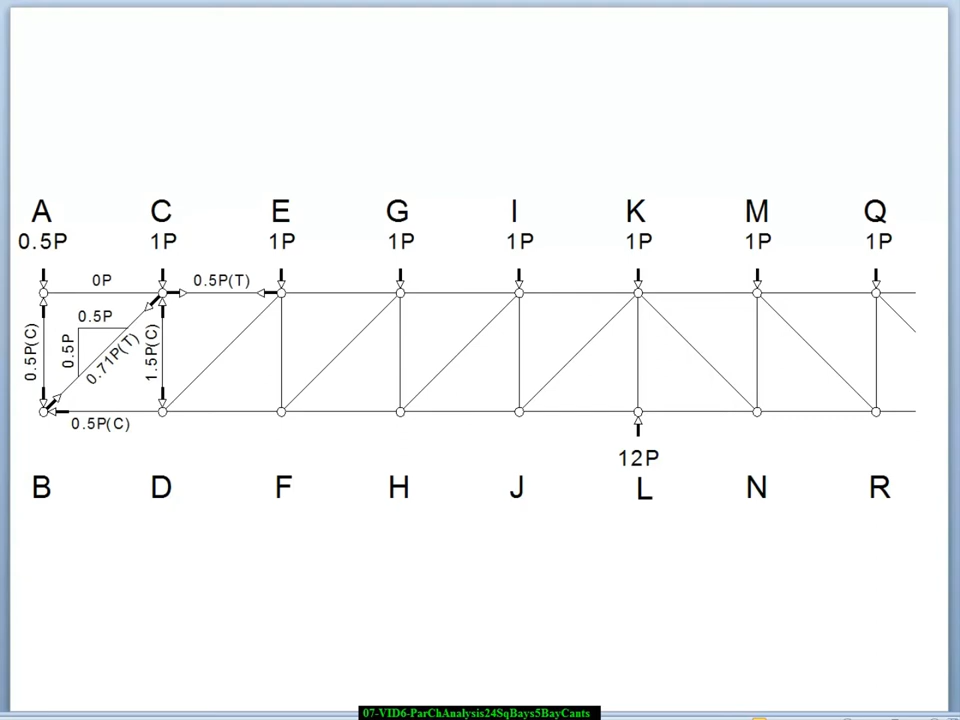 A C E G I K M Q
0.5P 1P 1P 1P 1P 1P 1P 1P
0P 0.5P(T)
0.5P
0.5P(C) 0.5P 0.71P(T) 1.5P(C)
0.5P(C)
12P
B D F H J L N R
07-VID6-ParChAnalysis24SqBays5BayCants